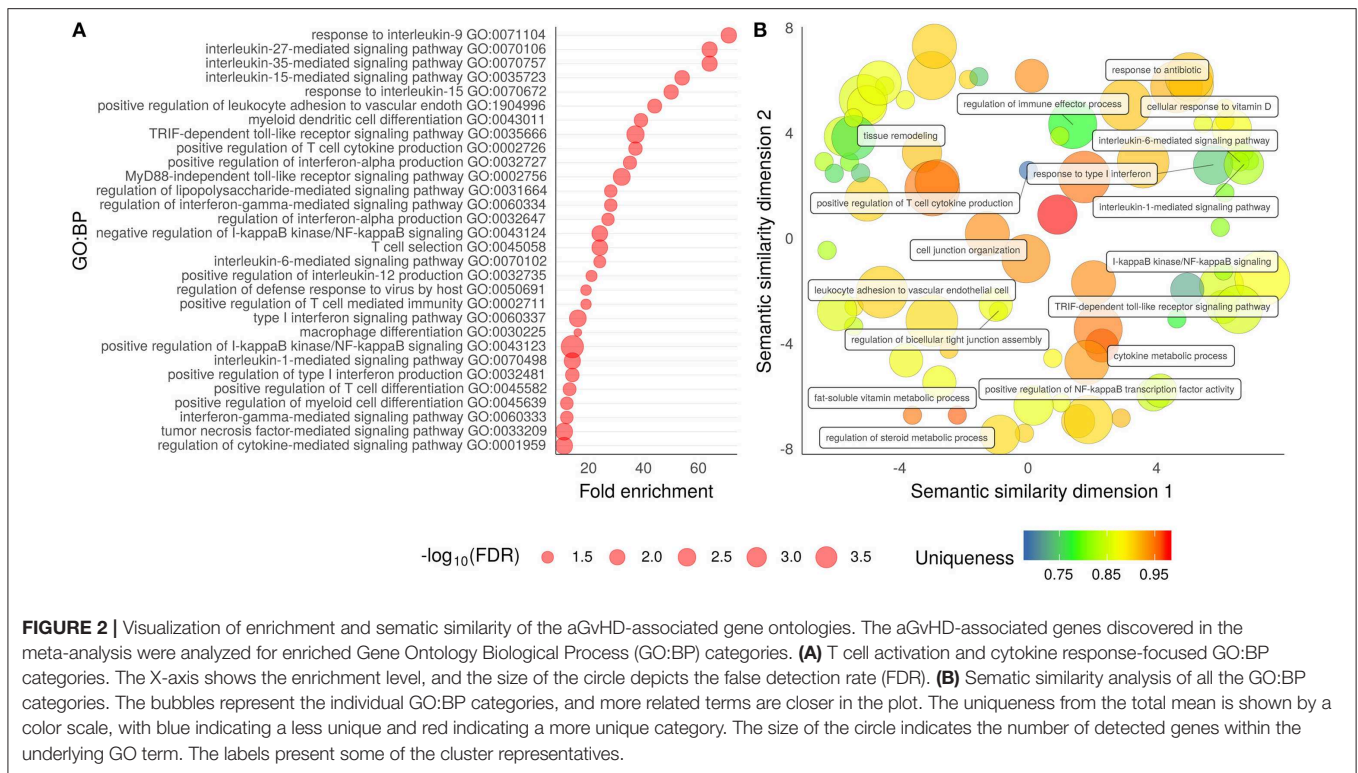 A
response to interleukin-9 GO:0071104
interleukin-27-mediated signaling pathway GO:0070106
interleukin-35-mediated signaling pathway GO:0070757
interleukin-15-mediated signaling pathway GO:0035723
response to interleukin-15 GO:0070672
positive regulation of leukocyte adhesion to vascular endoth GO:1904996
myeloid dendritic cell differentiation GO:0043011
TRIF-dependent toll-like receptor signaling pathway GO:0035666
positive regulation of T cell cytokine production GO:0002726
positive regulation of interferon-alpha production GO:0032727
MyD88-independent toll-like receptor signaling pathway GO:0002756
regulation of lipopolysaccharide-mediated signaling pathway GO:0031664
regulation of interferon-gamma-mediated signaling pathway GO:0060334
regulation of interferon-alpha production GO:0032647
negative regulation of I-kappaB kinase/NF-kappaB signaling GO:0043124
T cell selection GO:0045058
interleukin-6-mediated signaling pathway GO:0070102
positive regulation of interleukin-12 production GO:0032735
regulation of defense response to virus by host GO:0050691
positive regulation of T cell mediated immunity GO:0002711
type I interferon signaling pathway GO:0060337
macrophage differentiation GO:0030225
positive regulation of I-kappaB kinase/NF-kappaB signaling GO:0043123
interleukin-1-mediated signaling pathway GO:0070498
positive regulation of type I interferon production GO:0032481
positive regulation of T cell differentiation GO:0045582
positive regulation of myeloid cell differentiation GO:0045639
interferon-gamma-mediated signaling pathway GO:0060333
tumor necrosis factor-mediated signaling pathway GO:0033209
regulation of cytokine-mediated signaling pathway GO:0001959
GO:BP
20 40 60
Fold enrichment
B
8
4
0
-4
-8
Semantic similarity dimension 2
response to antibiotic
regulation of immune effector process
cellular response to vitamin D
tissue remodeling
interleukin-6-mediated signaling pathway
response to type I interferon
positive regulation of T cell cytokine production
interleukin-1-mediated signaling pathway
cell junction organization
I-kappaB kinase/NF-kappaB signaling
leukocyte adhesion to vascular endothelial cell
TRIF-dependent toll-like receptor signaling pathway
regulation of bicellular tight junction assembly
cytokine metabolic process
positive regulation of NF-kappaB transcription factor activity
fat-soluble vitamin metabolic process
regulation of steroid metabolic process
-4 0 4
Semantic similarity dimension 1
-log10(FDR) 1.5 2.0 2.5 3.0 3.5
Uniqueness
0.75 0.85 0.95
FIGURE 2 | Visualization of enrichment and sematic similarity of the aGvHD-associated gene ontologies. The aGvHD-associated genes discovered in the
meta-analysis were analyzed for enriched Gene Ontology Biological Process (GO:BP) categories. (A) T cell activation and cytokine response-focused GO:BP
categories. The X-axis shows the enrichment level, and the size of the circle depicts the false detection rate (FDR). (B) Sematic similarity analysis of all the GO:BP
categories. The bubbles represent the individual GO:BP categories, and more related terms are closer in the plot. The uniqueness from the total mean is shown by a
color scale, with blue indicating a less unique and red indicating a more unique category. The size of the circle indicates the number of detected genes within the
underlying GO term. The labels present some of the cluster representatives.